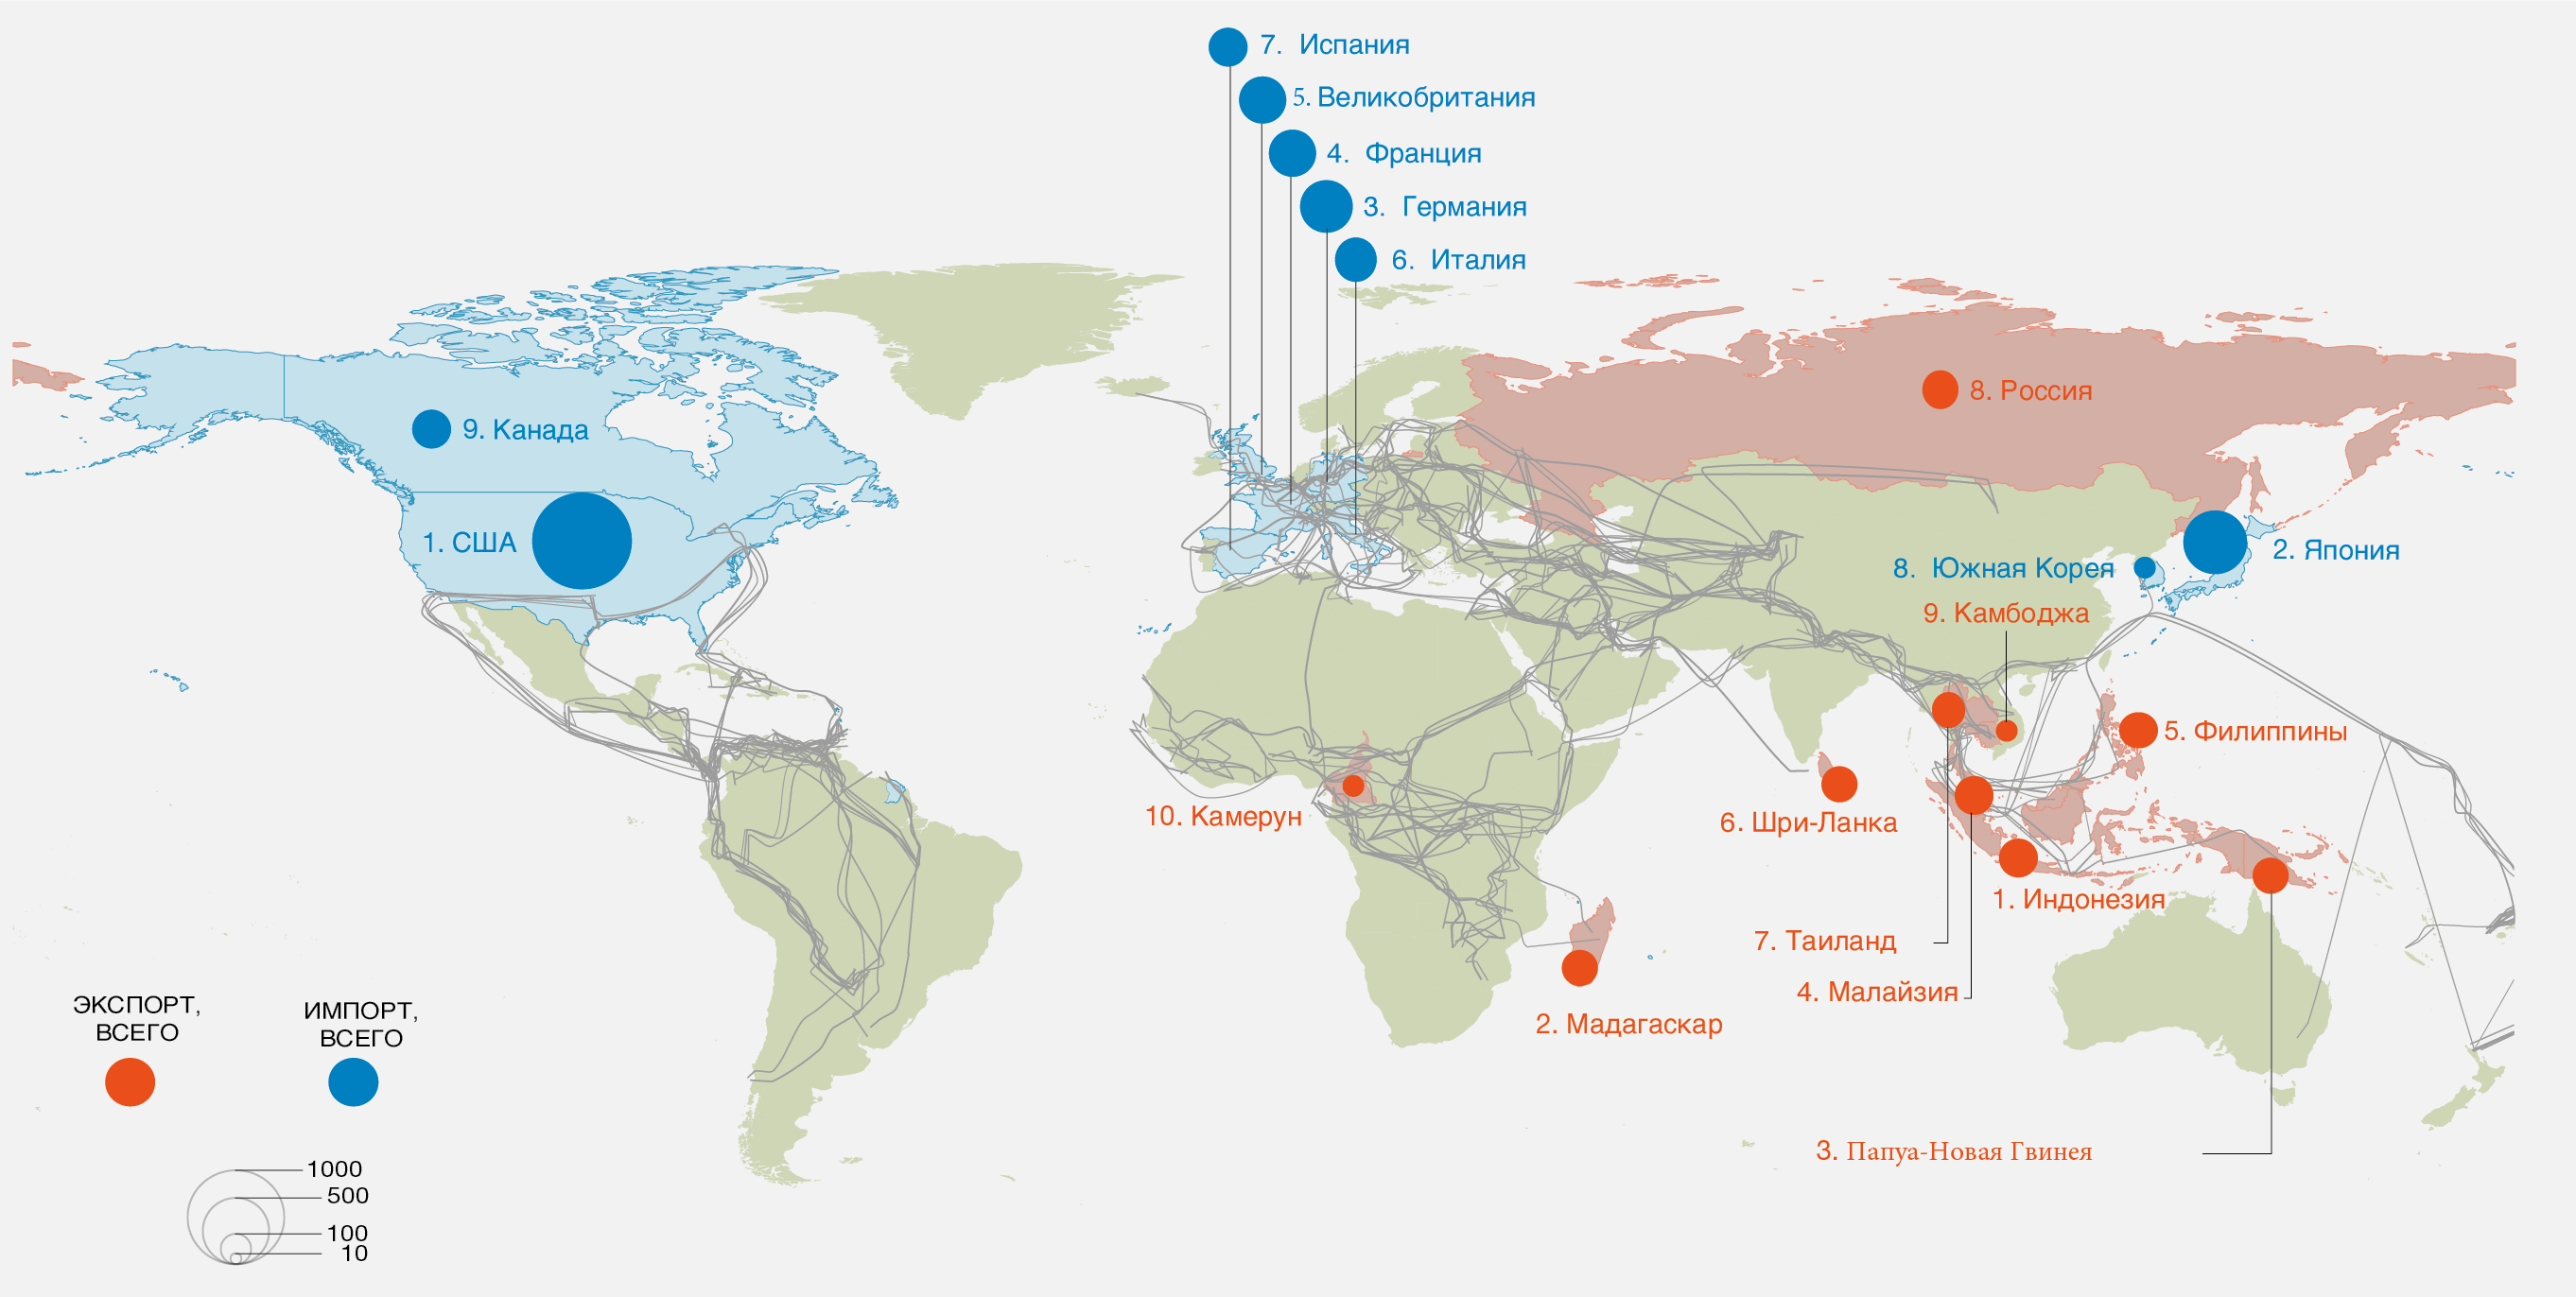 7. Испания
5. Великобритания
4. Франция
3. Германия
6. Италия
8. Россия
9. Канада
1. США
2. Япония
8. Южная Корея
9. Камбоджа
5. Филиппины
10. Камерун
6. Шри-Ланка
1. Индонезия
7. Таиланд
4. Малайзия
2. Мадагаскар
3. Папуа-Новая Гвинея
ЭКСПОРТ,
ВСЕГО
ИМПОРТ,
ВСЕГО
1000
500
100
10